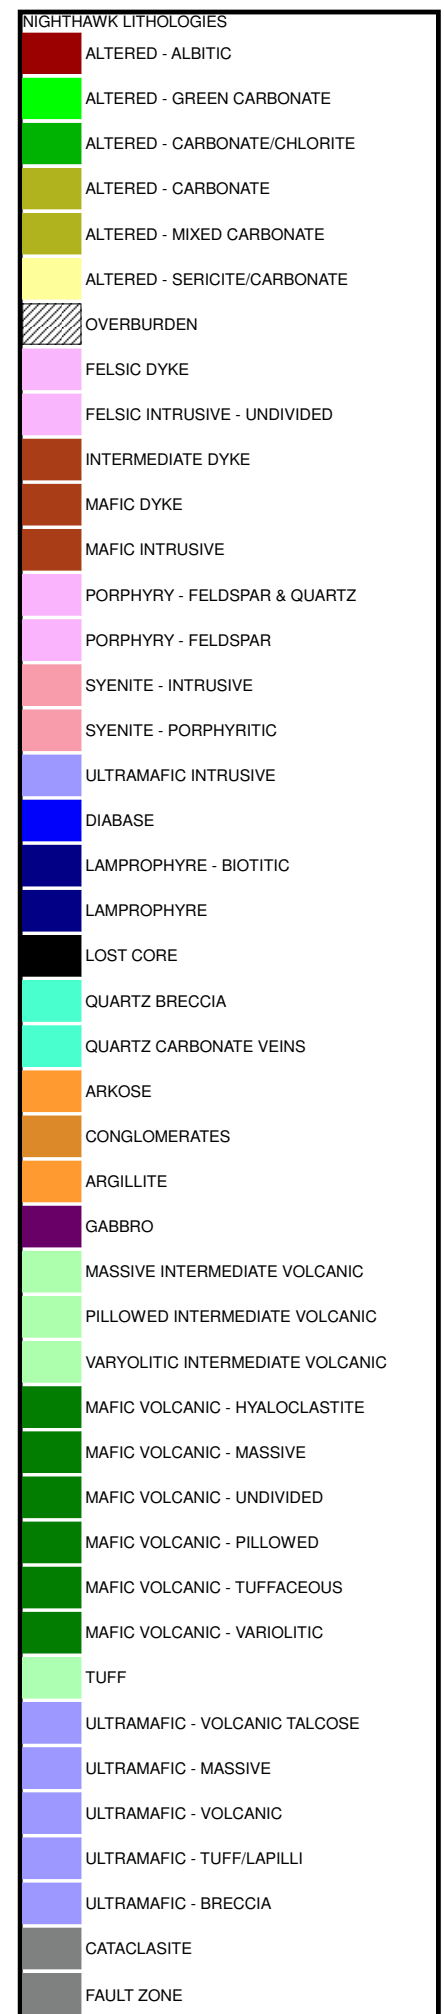 NIGHTHAWK LITHOLOGIES
ALTERED - ALBITIC
ALTERED - GREEN CARBONATE
ALTERED - CARBONATE/CHLORITE
ALTERED - CARBONATE
ALTERED - MIXED CARBONATE
ALTERED - SERICITE/CARBONATE
OVERBURDEN
FELSIC DYKE
FELSIC INTRUSIVE - UNDIVIDED
INTERMEDIATE DYKE
MAFIC DYKE
MAFIC INTRUSIVE
PORPHYRY - FELDSPAR & QUARTZ
PORPHYRY - FELDSPAR
SYENITE - INTRUSIVE
SYENITE - PORPHYRITIC
ULTRAMAFIC INTRUSIVE
DIABASE
LAMPROPHYRE - BIOTITIC
LAMPROPHYRE
LOST CORE
QUARTZ BRECCIA
QUARTZ CARBONATE VEINS
ARKOSE
CONGLOMERATES
ARGILLITE
GABBRO
MASSIVE INTERMEDIATE VOLCANIC
PILLOWED INTERMEDIATE VOLCANIC
VARYOLITIC INTERMEDIATE VOLCANIC
MAFIC VOLCANIC - HYALOCLASTITE
MAFIC VOLCANIC - MASSIVE
MAFIC VOLCANIC - UNDIVIDED
MAFIC VOLCANIC - PILLOWED
MAFIC VOLCANIC - TUFFACEOUS
MAFIC VOLCANIC - VARIOLITIC
TUFF
ULTRAMAFIC - VOLCANIC TALCOSE
ULTRAMAFIC - MASSIVE
ULTRAMAFIC - VOLCANIC
ULTRAMAFIC - TUFF/LAPILLI
ULTRAMAFIC - BRECCIA
CATACLASITE
FAULT ZONE